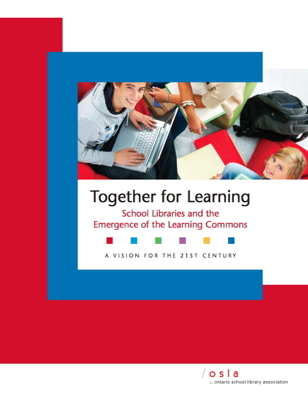 Together for Learning
School Libraries and the
Emergence of the Learning Commons
A VISION FOR THE 21ST CENTURY
/ osla
:. ontario school library association